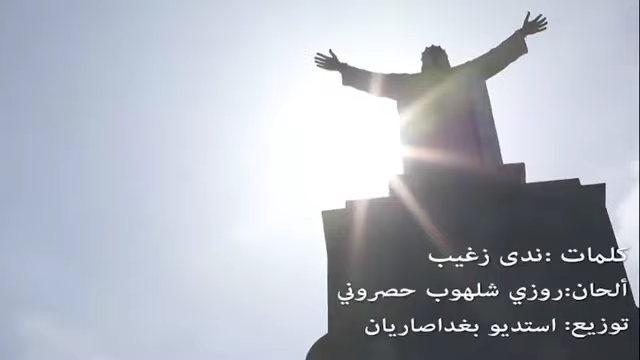 كلمات :ندى زغيب
ألحان:روزي شلهوب حصروني
توزيع: استديو بغداصاريان